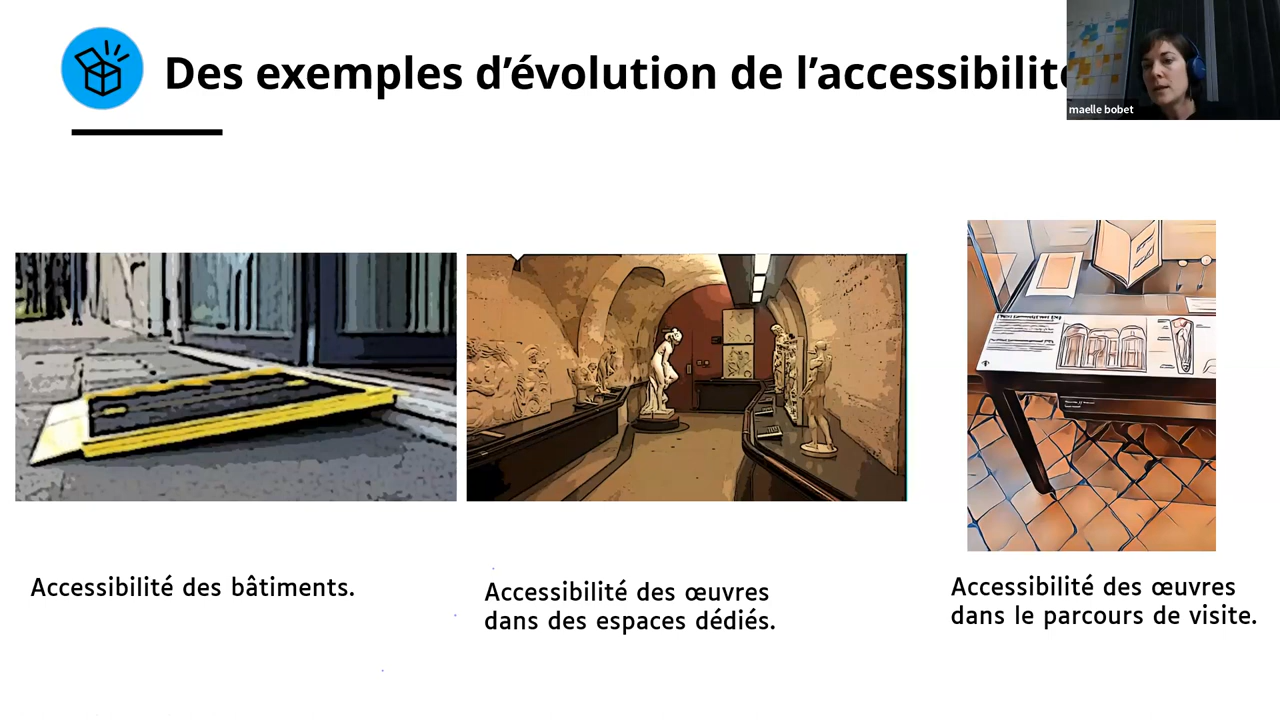 Des exemples d’évolution de l’accessibilité
maelle bobet
Accessibilité des bâtiments.
Accessibilité des œuvres
dans des espaces dédiés.
Accessibilité des œuvres
dans le parcours de visite.